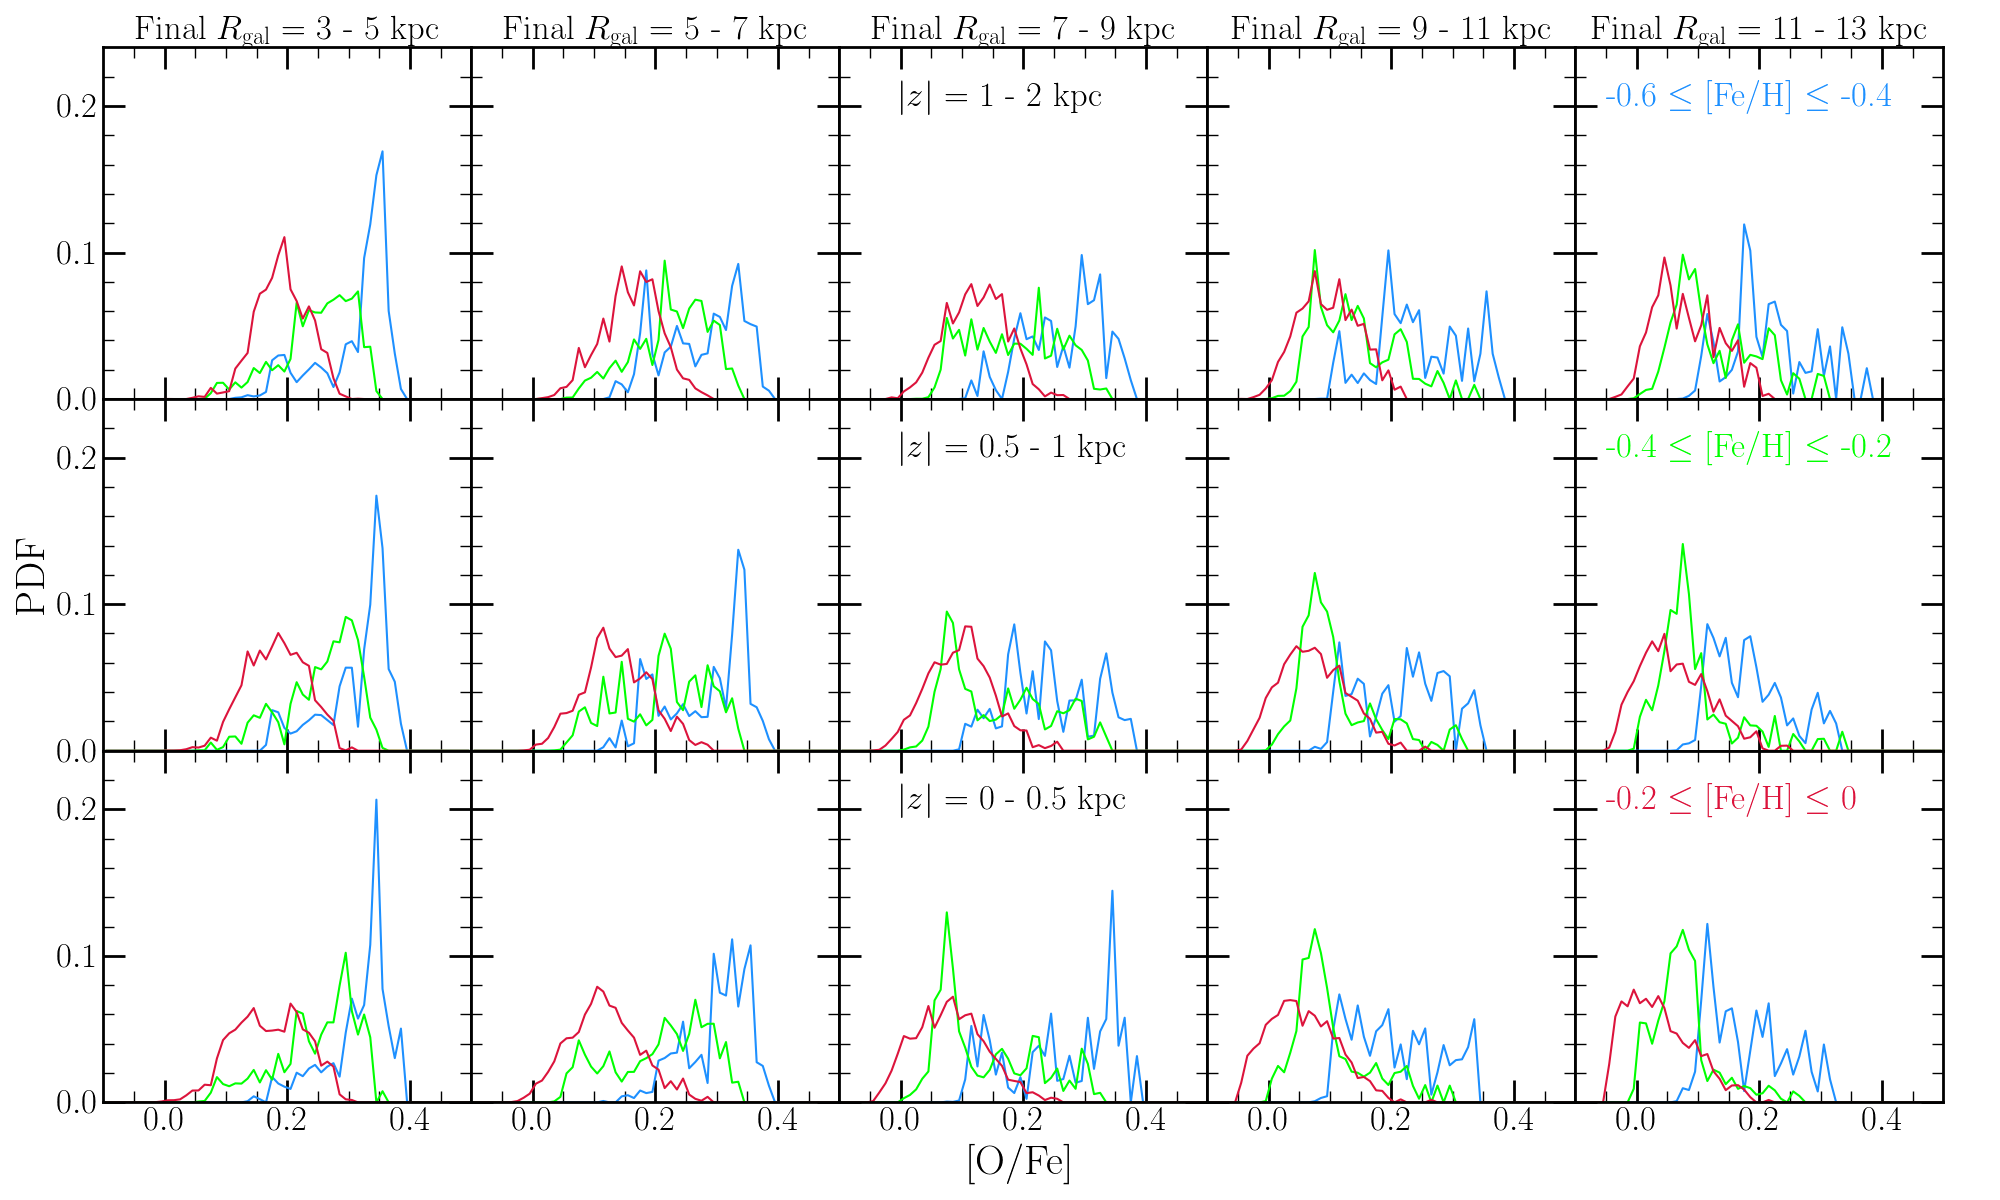 Final R_gal = 3 - 5 kpc
Final R_gal = 5 - 7 kpc
Final R_gal = 7 - 9 kpc
Final R_gal = 9 - 11 kpc
Final R_gal = 11 - 13 kpc
|z| = 1 - 2 kpc
-0.6 ≤ [Fe/H] ≤ -0.4
0.2
0.1
0.0
|z| = 0.5 - 1 kpc
-0.4 ≤ [Fe/H] ≤ -0.2
0.2
0.1
0.0
PDF
|z| = 0 - 0.5 kpc
-0.2 ≤ [Fe/H] ≤ 0
0.2
0.1
0.0
0.0 0.2 0.4
0.0 0.2 0.4
0.0 0.2 0.4
0.0 0.2 0.4
0.0 0.2 0.4
[O/Fe]